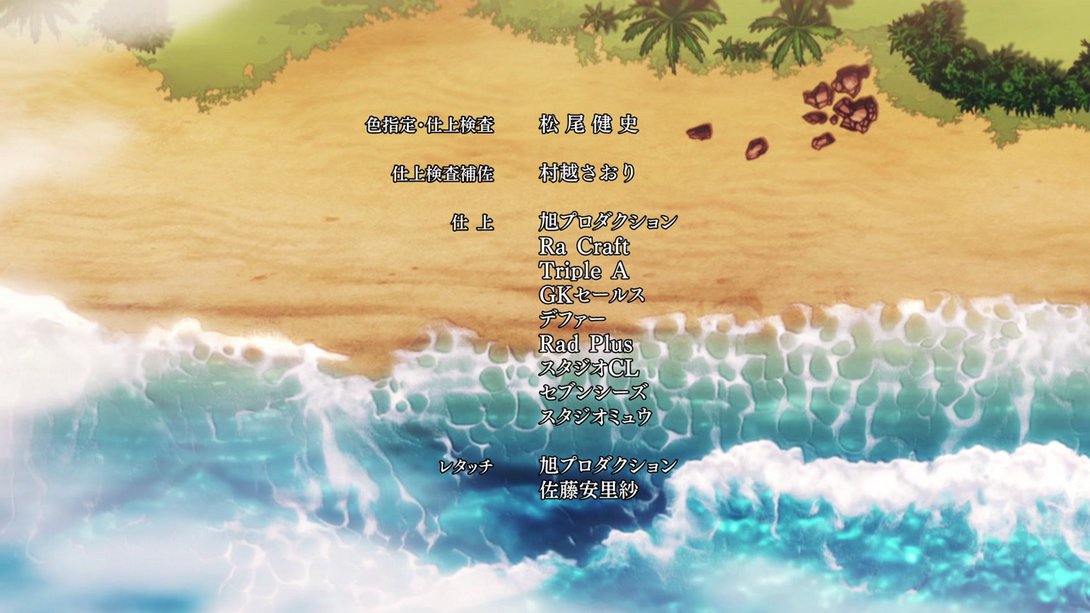 色指定・仕上検査 松尾健史
仕上検査補佐 村越さおり
仕上 旭プロダクション
Ra Craft
Triple A
GKセールス
デファー
Rad Plus
スタジオCL
セブンシーズ
スタジオミュウ
レタッチ 旭プロダクション
佐藤安里紗